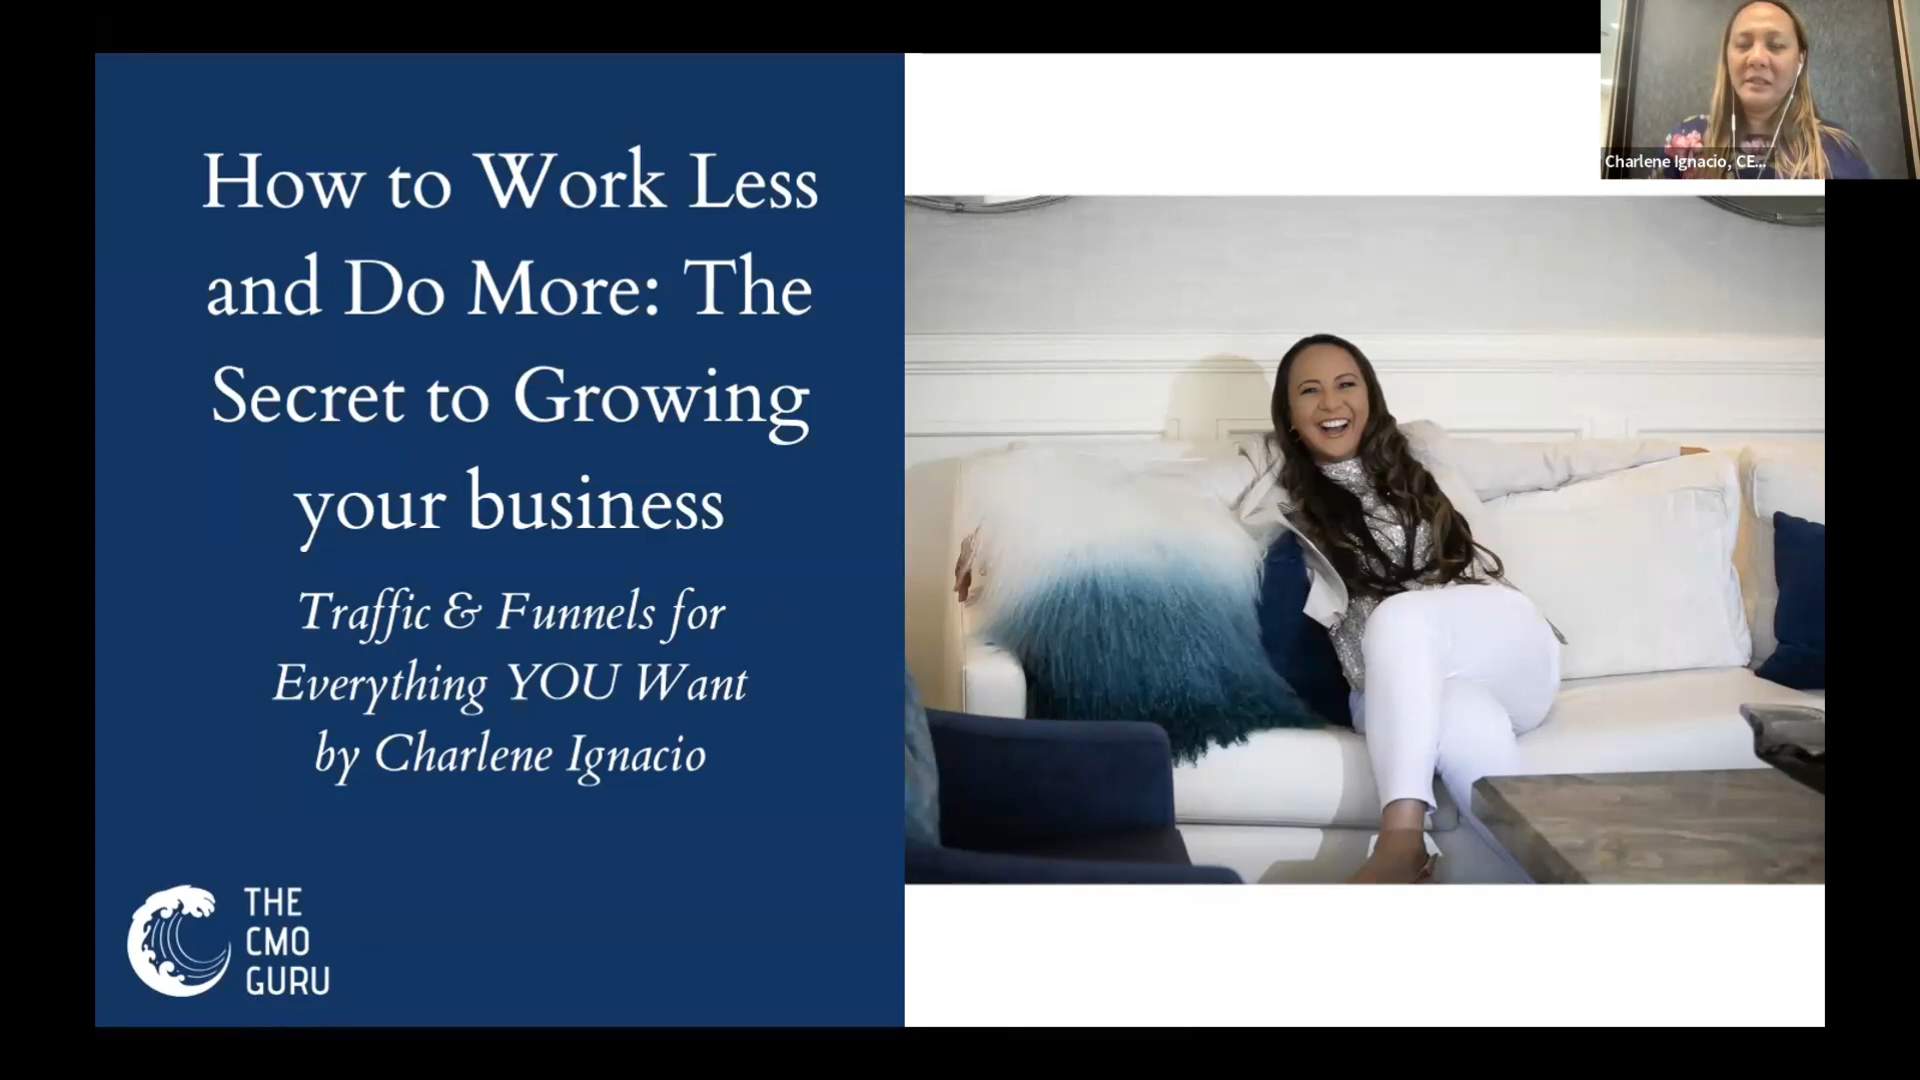 How to Work Less
and Do More: The
Secret to Growing
your business
Traffic & Funnels for
Everything YOU Want
by Charlene Ignacio
THE
CMO
GURU
Charlene Ignacio, CE...